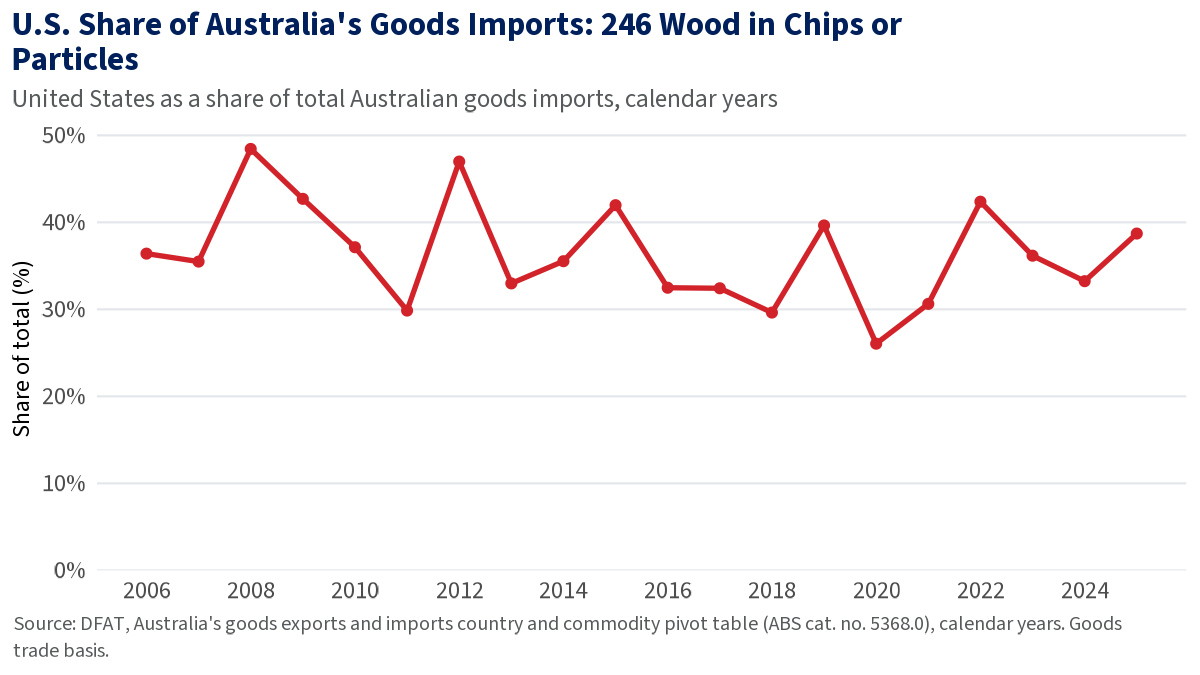 U.S. Share of Australia's Goods Imports: 246 Wood in Chips or
Particles
United States as a share of total Australian goods imports, calendar years
Share of total (%)
50%
40%
30%
20%
10%
0%
2006 2008 2010 2012 2014 2016 2018 2020 2022 2024
Source: DFAT, Australia's goods exports and imports country and commodity pivot table (ABS cat. no. 5368.0), calendar years. Goods
trade basis.